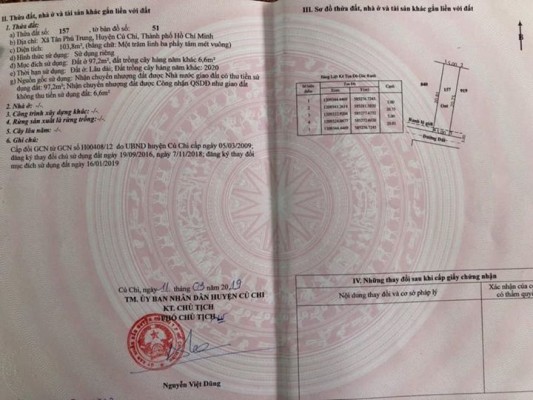 II. Thửa đất, nhà ở và tài sản khác gắn liền với đất
1. Thửa đất:
a) Thửa đất số: 157 , tờ bản đồ số: 51
b) Địa chỉ: Xã Tân Phú Trung, Huyện Củ Chi, Thành phố Hồ Chí Minh
c) Diện tích: 103,8m², (bằng chữ: Một trăm linh ba phẩy tám mét vuông)
d) Hình thức sử dụng: Sử dụng riêng
đ) Mục đích sử dụng: Đất ở 97,2m², đất trồng cây hàng năm khác 6,6m²
e) Thời hạn sử dụng: Đất ở: Lâu dài; Đất trồng cây hàng năm khác: 2020
g) Nguồn gốc sử dụng: Nhận chuyển nhượng đất được Nhà nước giao đất có thu tiền sử
dụng đất: 97,2m²; Nhận chuyển nhượng đất được Công nhận QSDĐ như giao đất
không thu tiền sử dụng đất: 6,6m²
2. Nhà ở: -/-.
3. Công trình xây dựng khác: -/-.
4. Rừng sản xuất là rừng trồng: -/-.
5. Cây lâu năm: -/-.
6. Ghi chú:
Cấp đổi GCN từ GCN số H00408/12 do UBND huyện Củ Chi cấp ngày 05/03/2009;
đăng ký thay đổi chủ sử dụng đất ngày 19/09/2016, ngày 7/11/2018; đăng ký thay đổi
mục đích sử dụng đất ngày 16/01/2019
Củ Chi, ngày 11 tháng 03 năm 2019
TM. ỦY BAN NHÂN DÂN HUYỆN CỦ CHI
KT. CHỦ TỊCH
PHÓ CHỦ TỊCH
Nguyễn Việt Dũng
III. Sơ đồ thửa đất, nhà ở và tài sản khác gắn liền với đất
B
840
157
919
Đường Đất
IV. Những thay đổi sau khi cấp giấy chứng nhận
Nội dung thay đổi và cơ sở pháp lý
Xác nhận của c
có thẩm quy